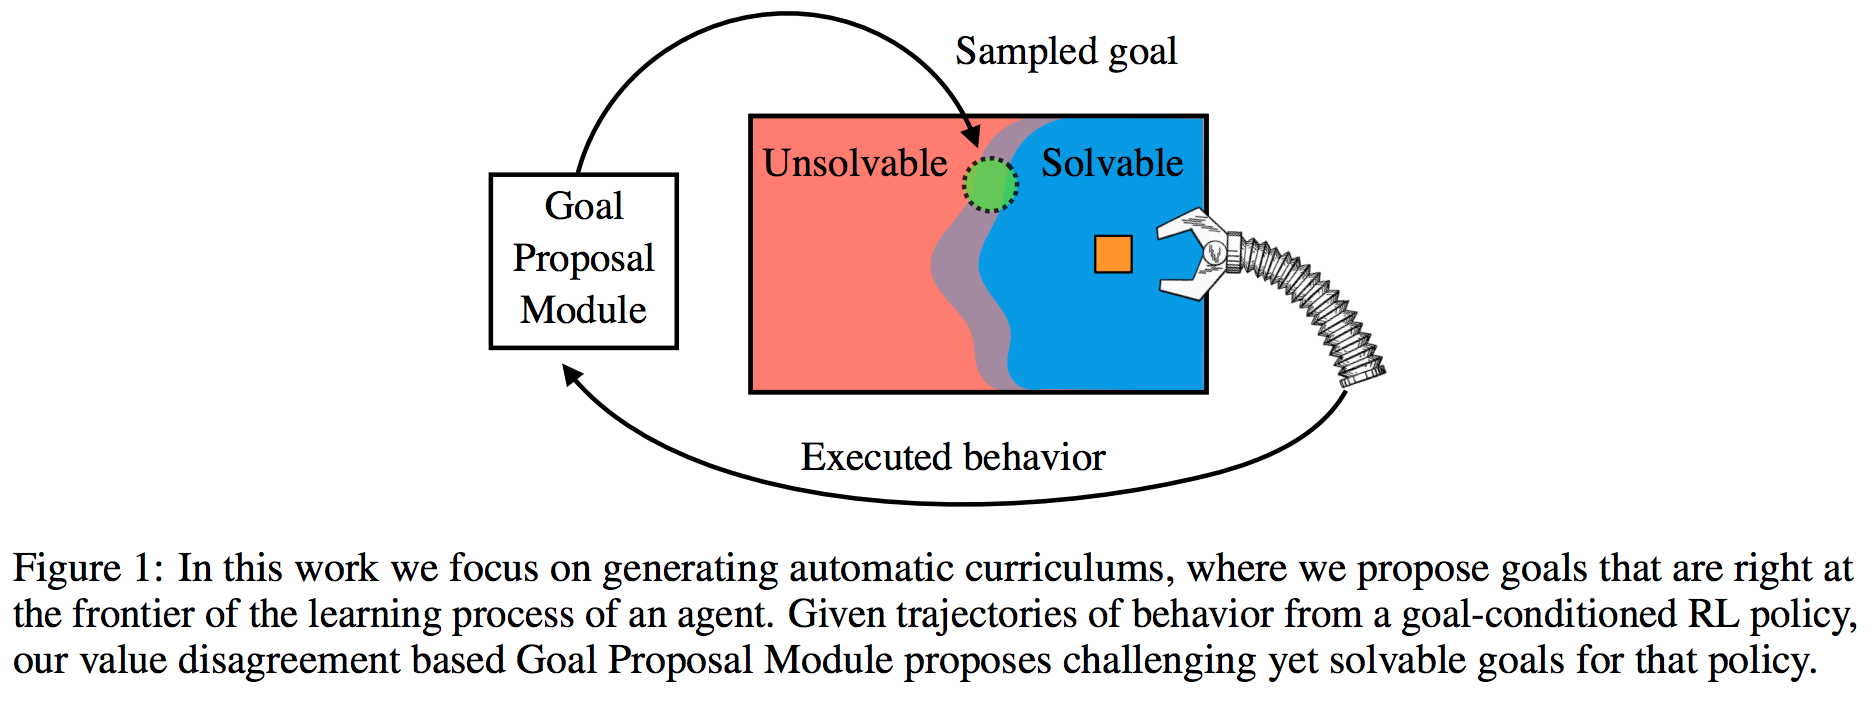 Sampled goal
Unsolvable
Solvable
Goal
Proposal
Module
Executed behavior
Figure 1: In this work we focus on generating automatic curriculums, where we propose goals that are right at
the frontier of the learning process of an agent. Given trajectories of behavior from a goal-conditioned RL policy,
our value disagreement based Goal Proposal Module proposes challenging yet solvable goals for that policy.